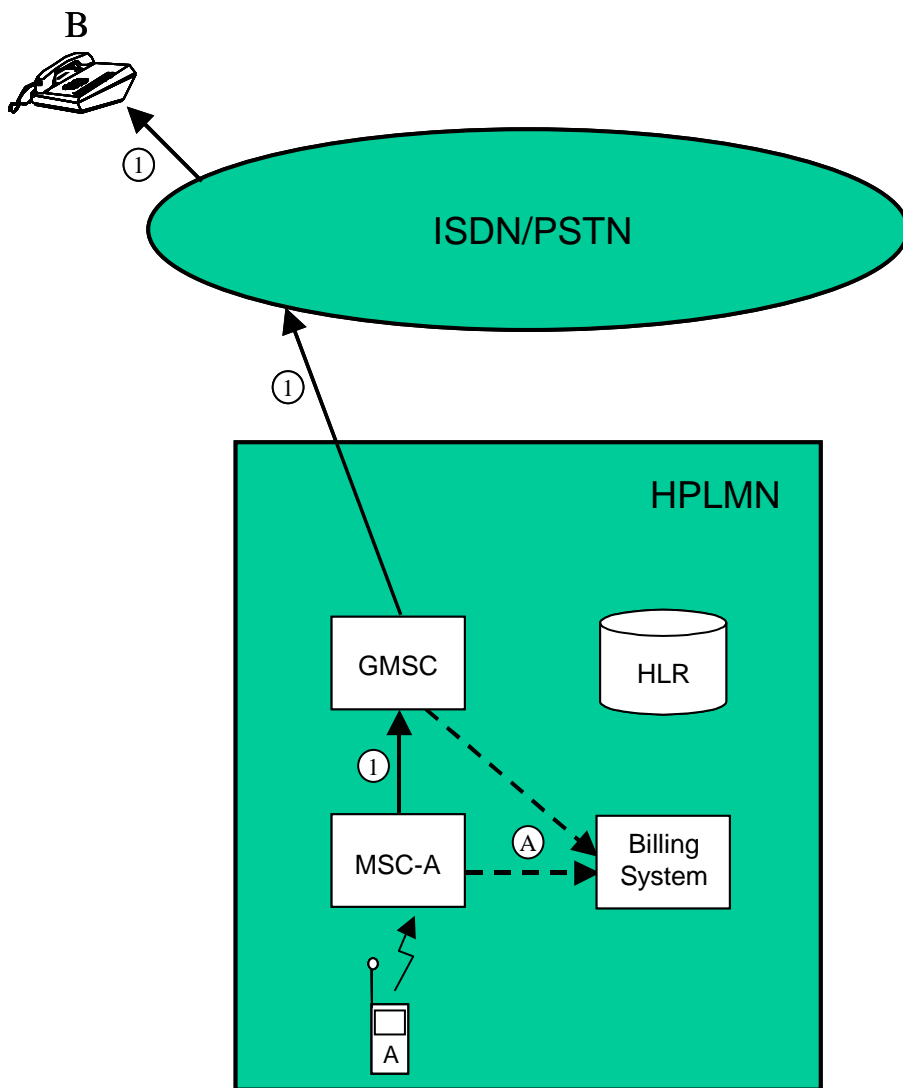 B
1
ISDN/PSTN
1
HPLMN
GMSC
HLR
1
A
MSC-A
Billing
System
A